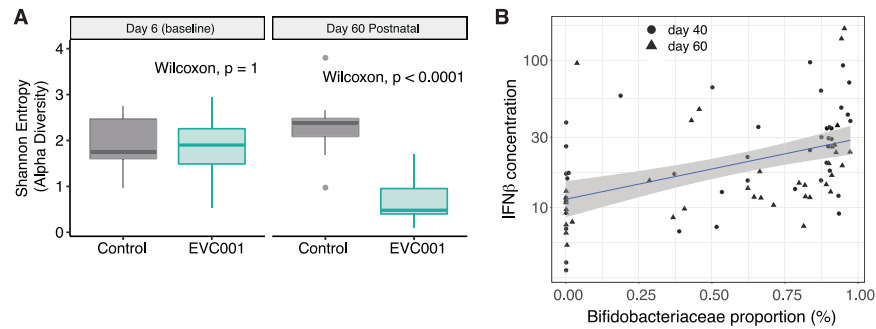 A
Day 6 (baseline)
Day 60 Postnatal
Shannon Entropy
(Alpha Diversity)
4
3
2
1
0
Wilcoxon, p = 1
Wilcoxon, p < 0.0001
Control
EVC001
Control
EVC001
B
day 40
day 60
IFNβ concentration
100
30
10
0.00
0.25
0.50
0.75
1.00
Bifidobacteriaceae proportion (%)